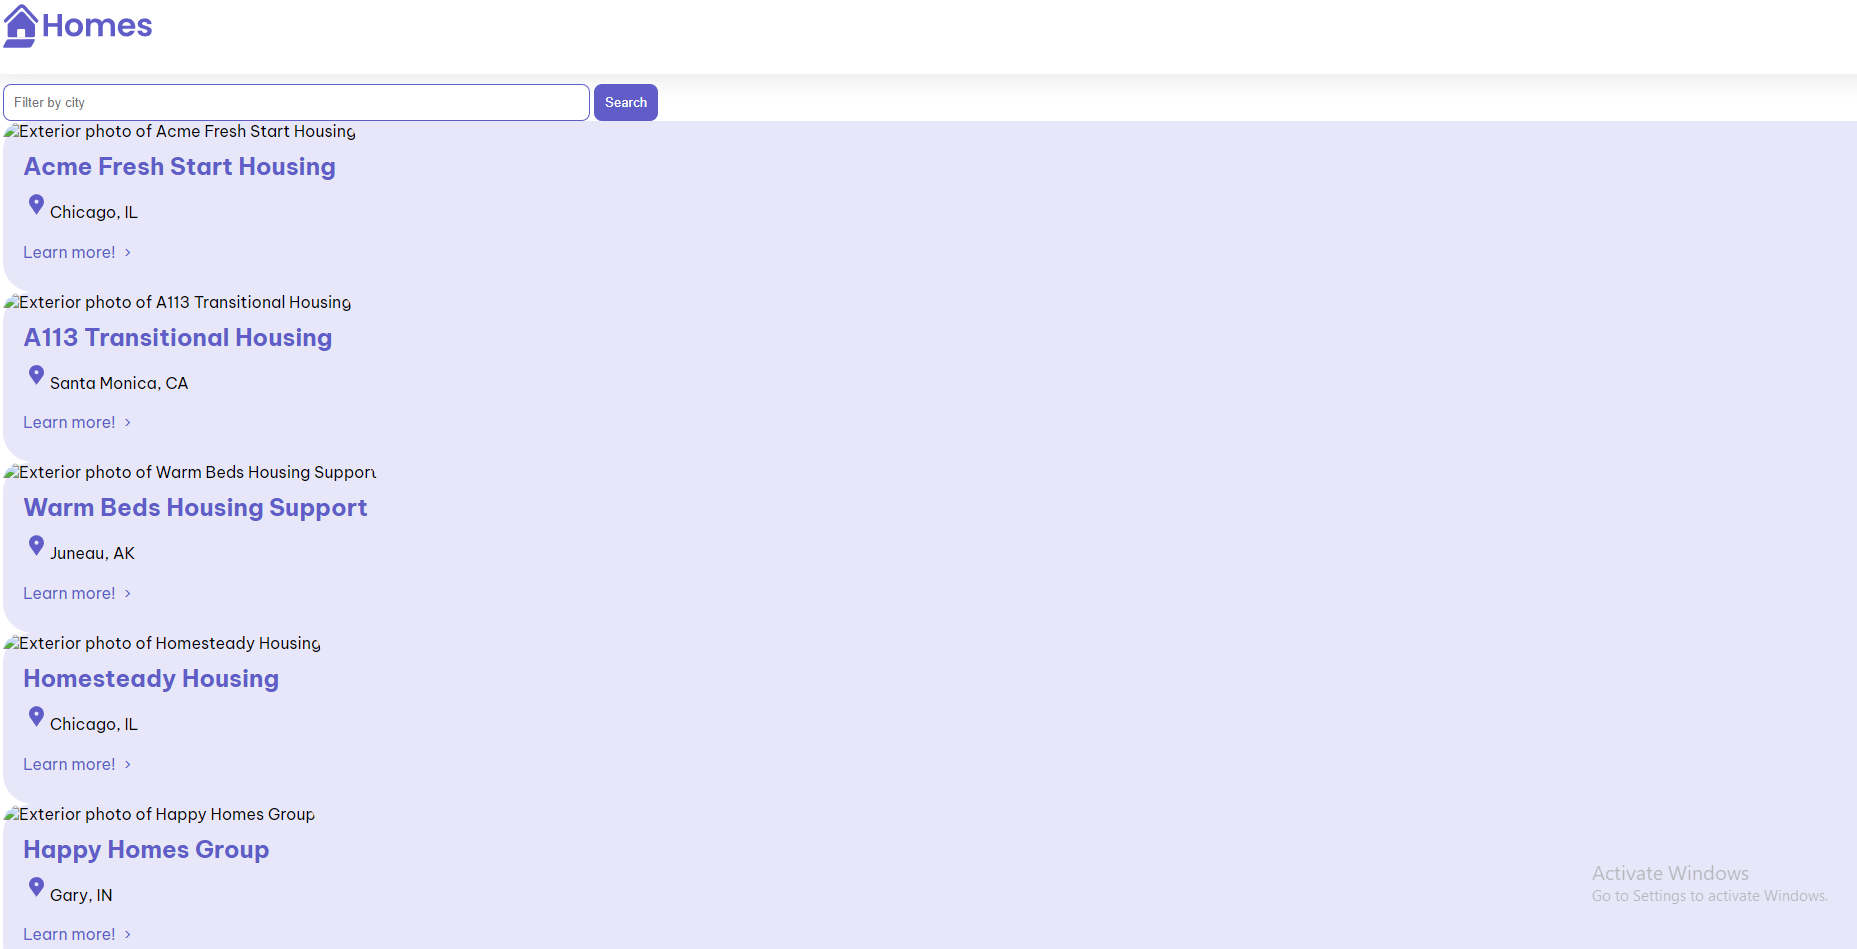 Homes
Filter by city
Search
Exterior photo of Acme Fresh Start Housing
Acme Fresh Start Housing
Chicago, IL
Learn more! >
Exterior photo of A113 Transitional Housing
A113 Transitional Housing
Santa Monica, CA
Learn more! >
Exterior photo of Warm Beds Housing Support
Warm Beds Housing Support
Juneau, AK
Learn more! >
Exterior photo of Homesteady Housing
Homesteady Housing
Chicago, IL
Learn more! >
Exterior photo of Happy Homes Group
Happy Homes Group
Gary, IN
Learn more! >
Activate Windows
Go to Settings to activate Windows.